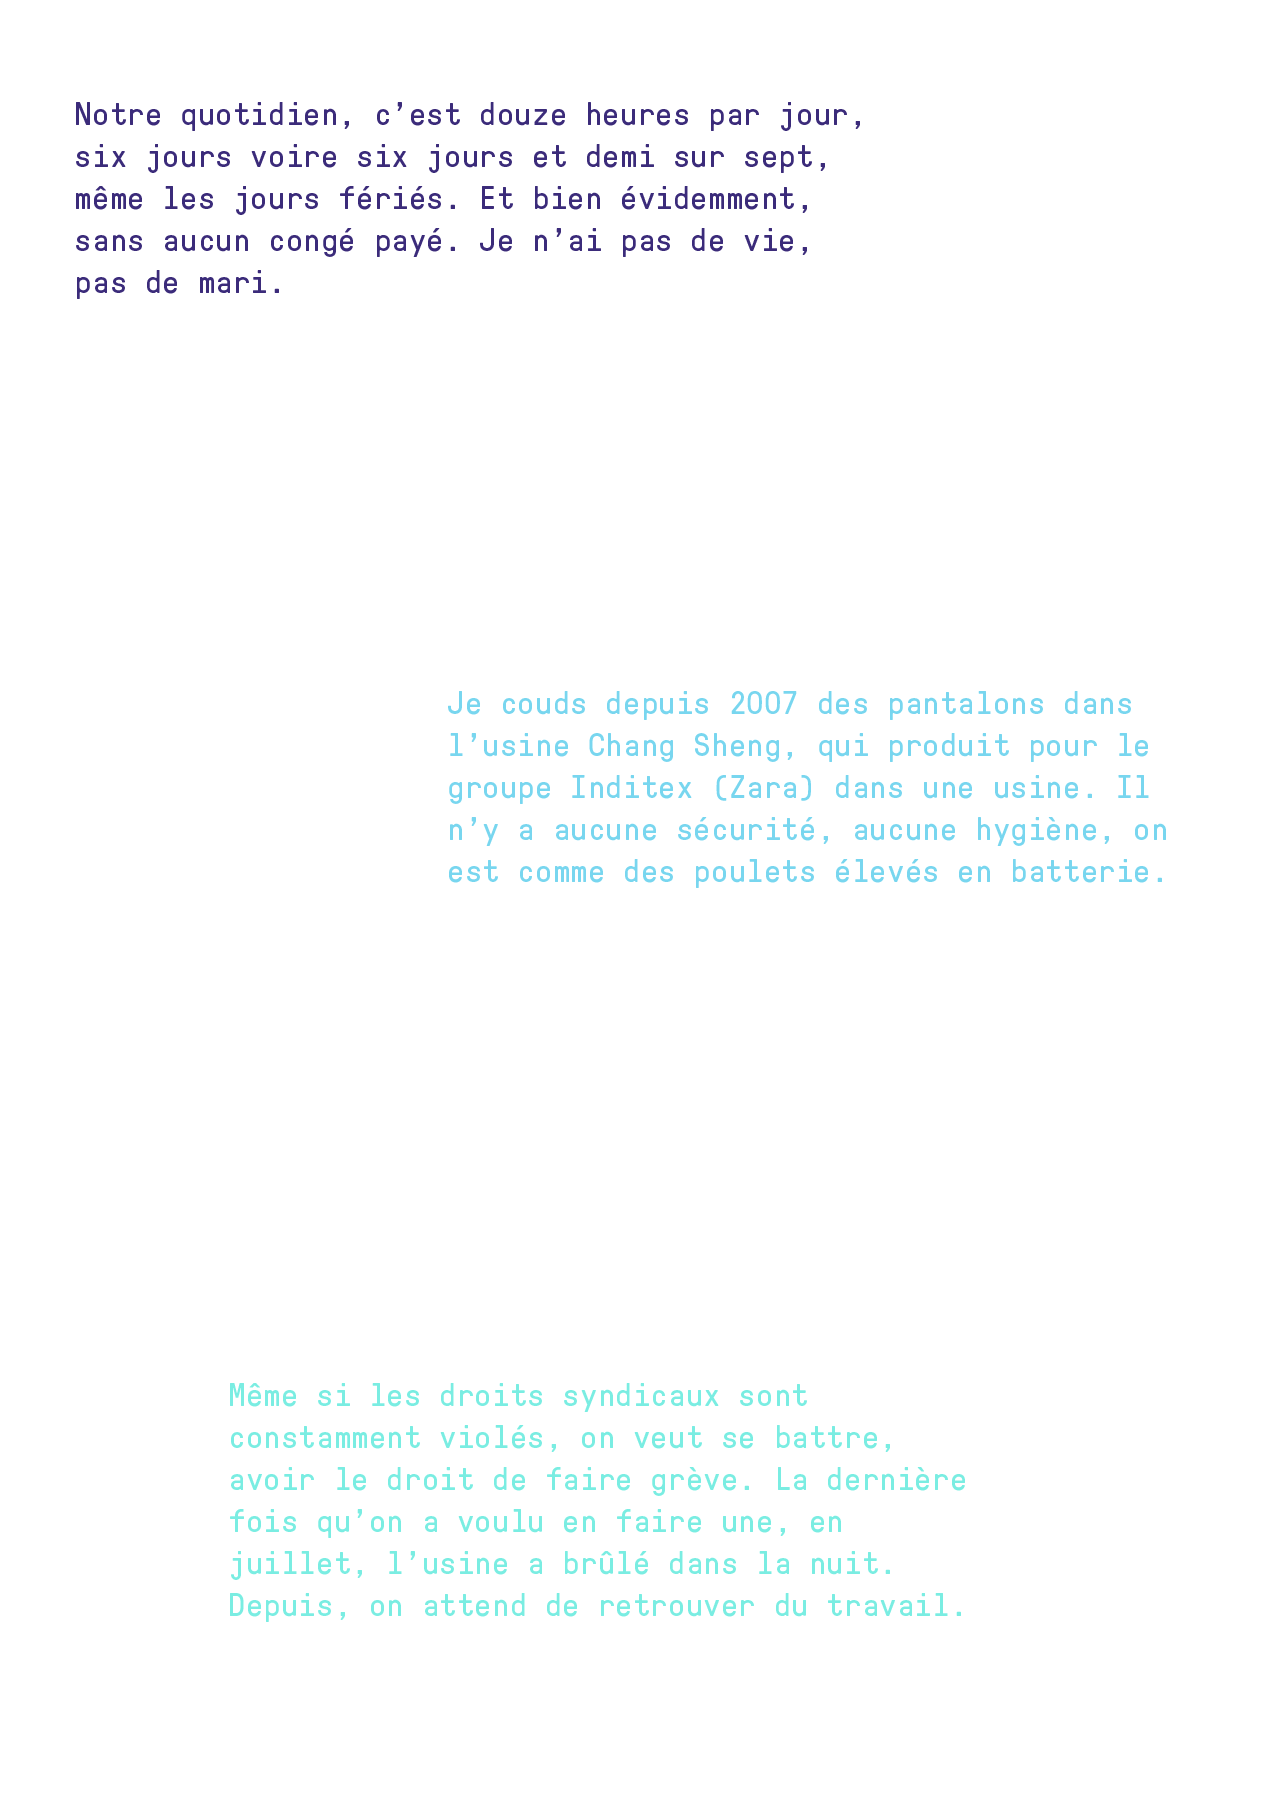 Notre quotidien, c’est douze heures par jour,
six jours voire six jours et demi sur sept,
même les jours fériés. Et bien évidemment,
sans aucun congé payé. Je n’ai pas de vie,
pas de mari.
Je couds depuis 2007 des pantalons dans
l’usine Chang Sheng, qui produit pour le
groupe Inditex (Zara) dans une usine. Il
n’y a aucune sécurité, aucune hygiène, on
est comme des poulets élevés en batterie.
Même si les droits syndicaux sont
constamment violés, on veut se battre,
avoir le droit de faire grève. La dernière
fois qu’on a voulu en faire une, en
juillet, l’usine a brûlé dans la nuit.
Depuis, on attend de retrouver du travail.